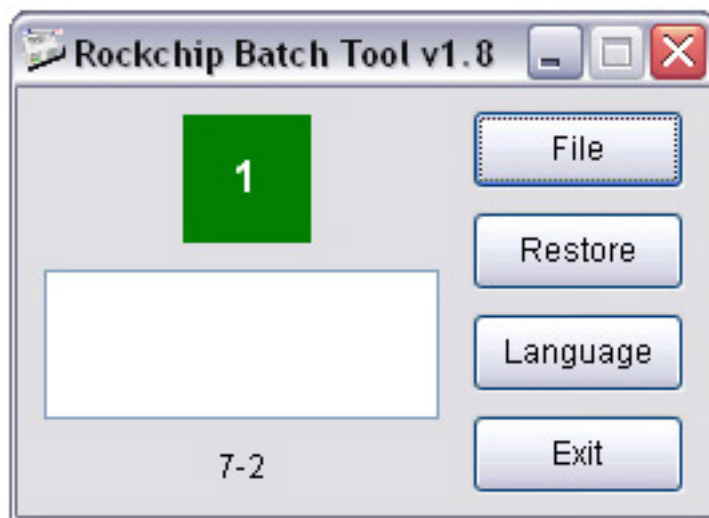 Rockchip Batch Tool v1.8
1
File
Restore
Language
7-2
Exit